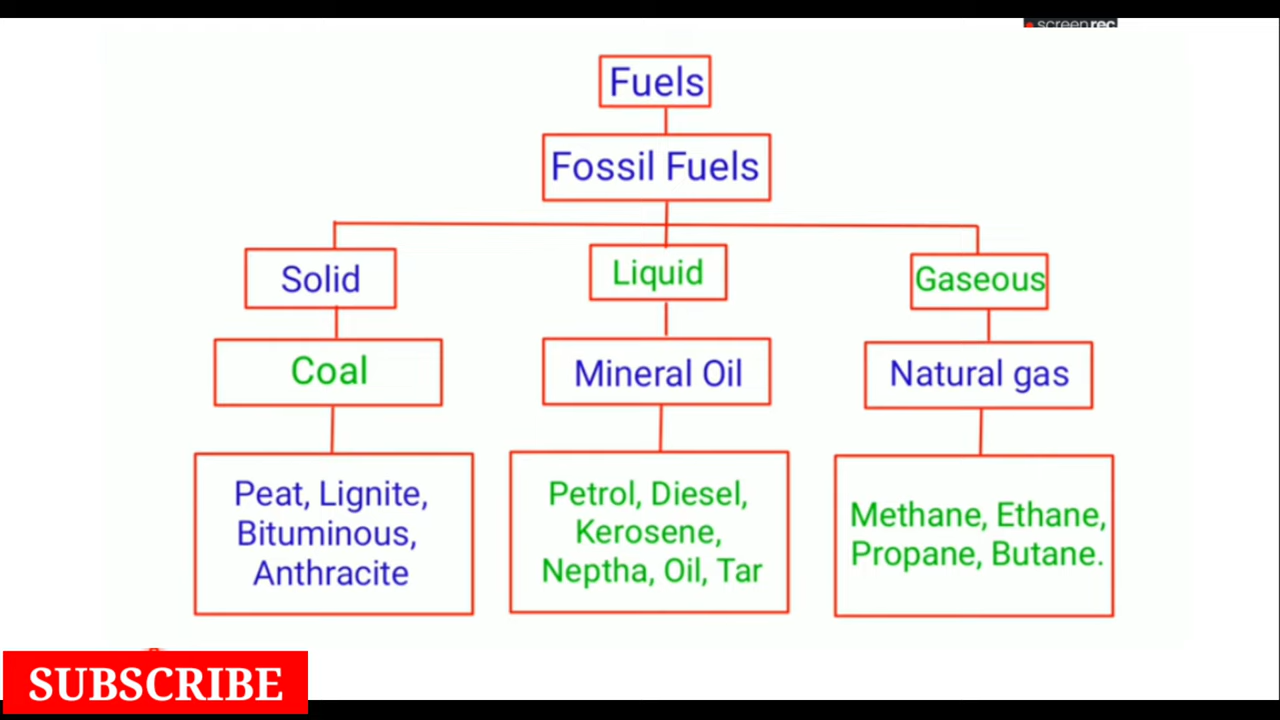 screenrec
Fuels
Fossil Fuels
Solid
Liquid
Gaseous
Coal
Mineral Oil
Natural gas
Peat, Lignite,
Bituminous,
Anthracite
Petrol, Diesel,
Kerosene,
Neptha, Oil, Tar
Methane, Ethane,
Propane, Butane.
SUBSCRIBE